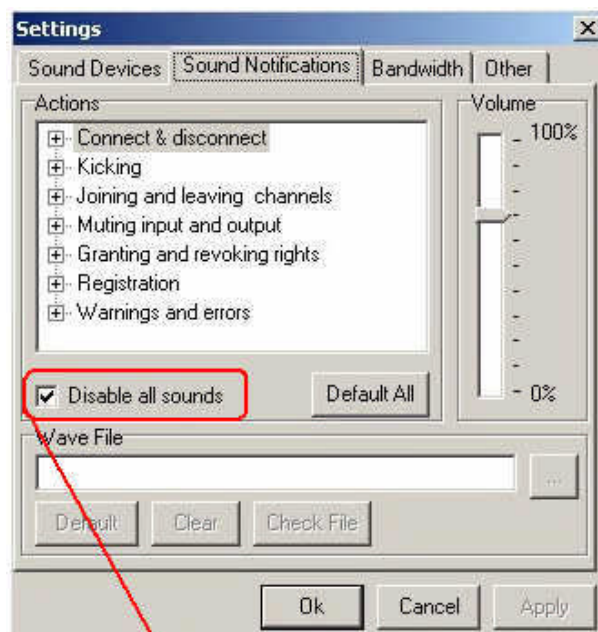 Settings
Sound Devices Sound Notifications Bandwidth Other
Actions
Volume
Connect & disconnect
Kicking
Joining and leaving channels
Muting input and output
Granting and revoking rights
Registration
Warnings and errors
100%
0%
Disable all sounds
Default All
Wave File
...
Default Clear Check File
Ok Cancel Apply